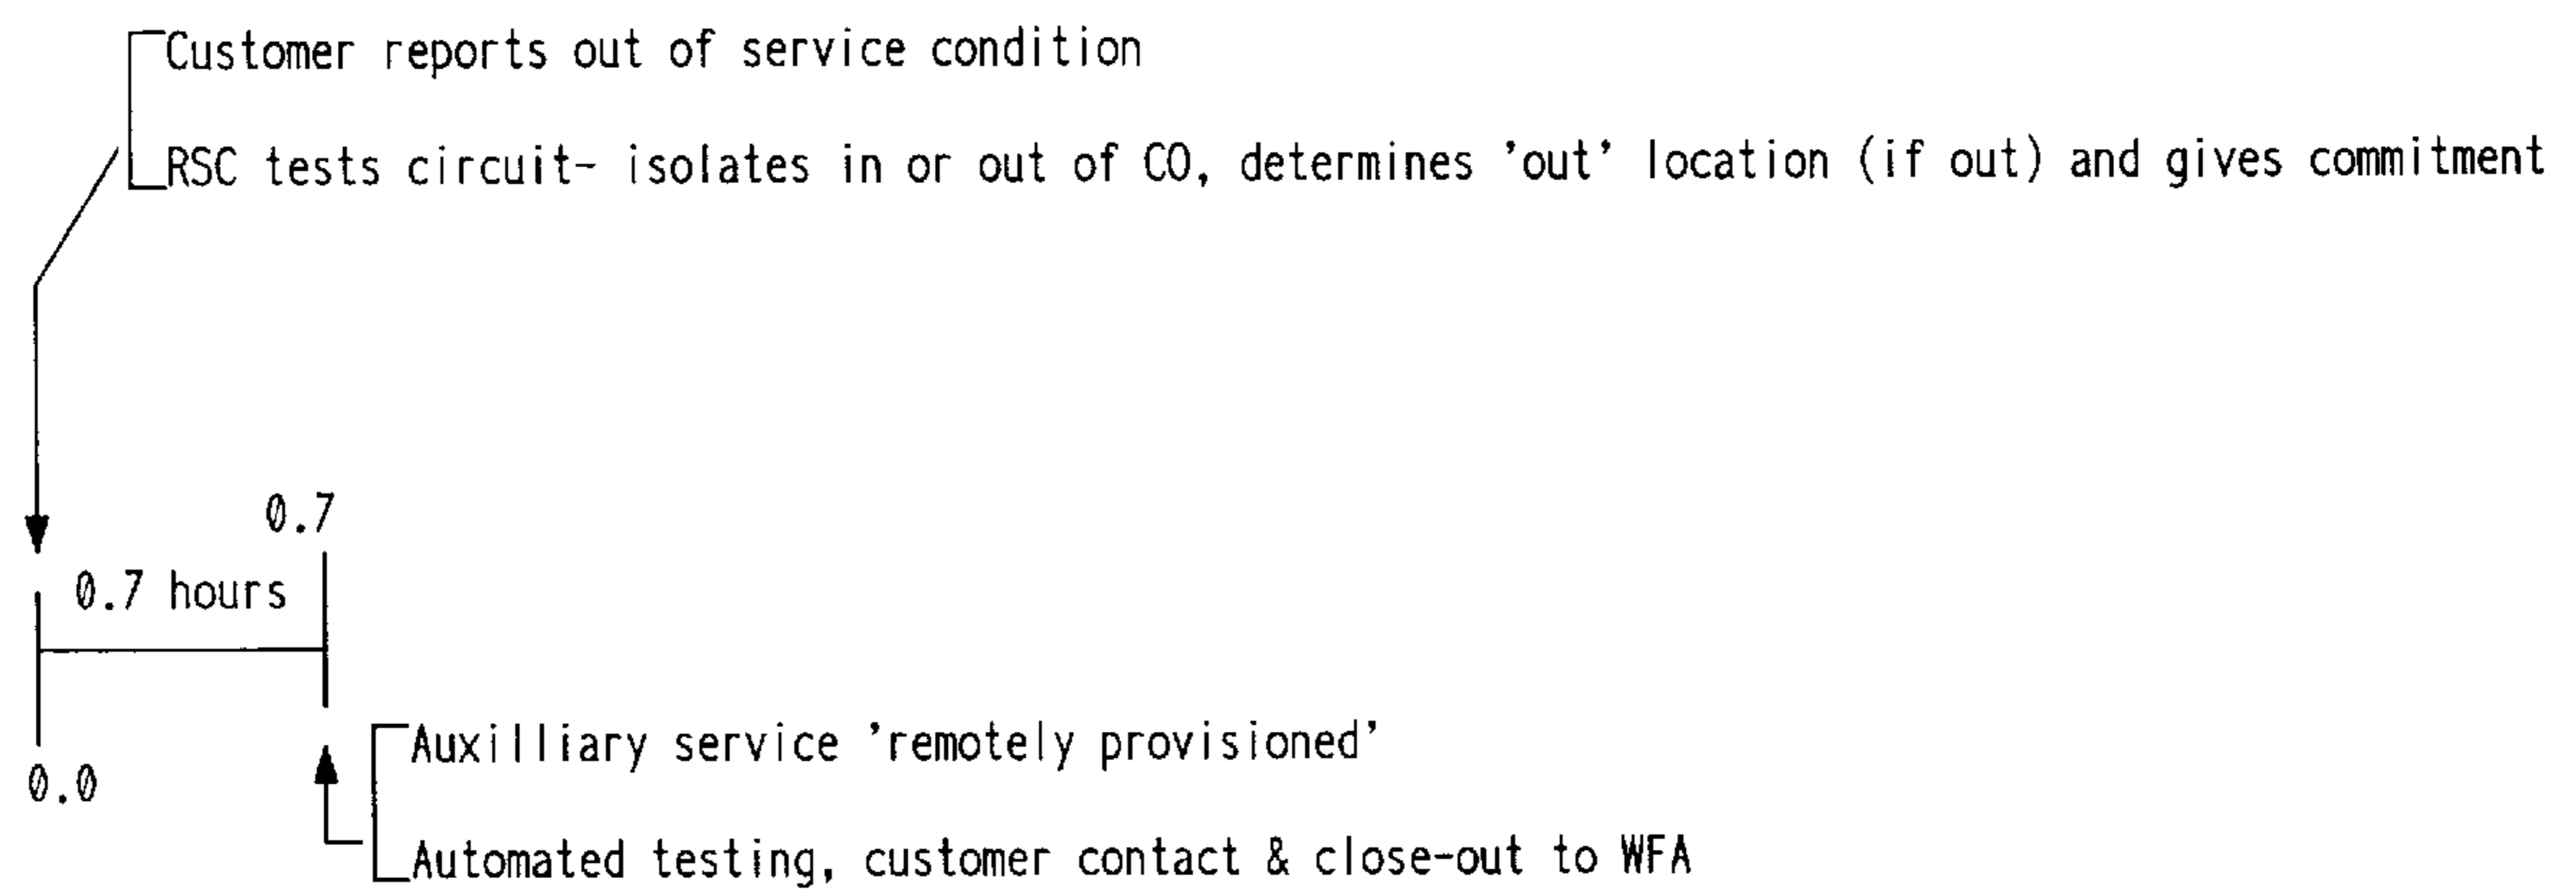 Customer reports out of service condition
RSC tests circuit- isolates in or out of CO, determines 'out' location (if out) and gives commitment
0.7
0.7 hours
0.0
Auxilliary service 'remotely provisioned'
Automated testing, customer contact & close-out to WFA